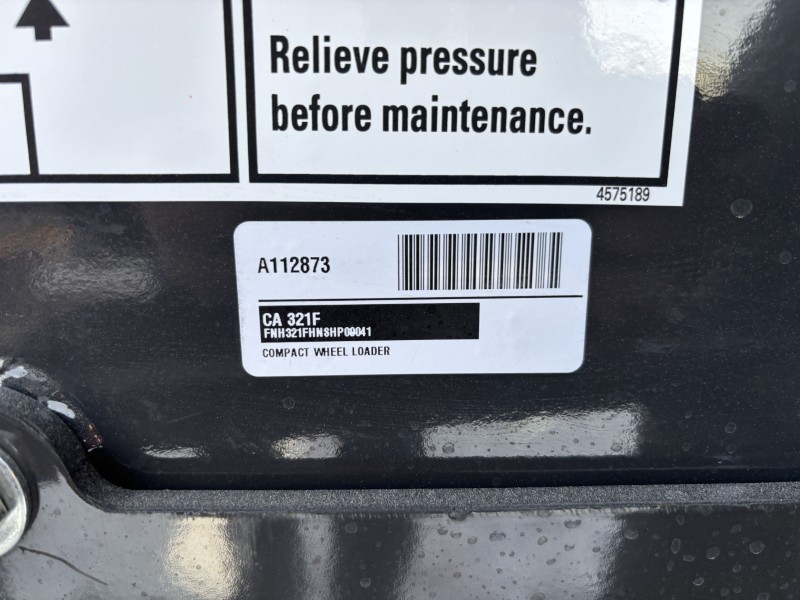 Relieve pressure
before maintenance.
4575189
A112873
CA 321F
FNH321FHNSHP00041
COMPACT WHEEL LOADER